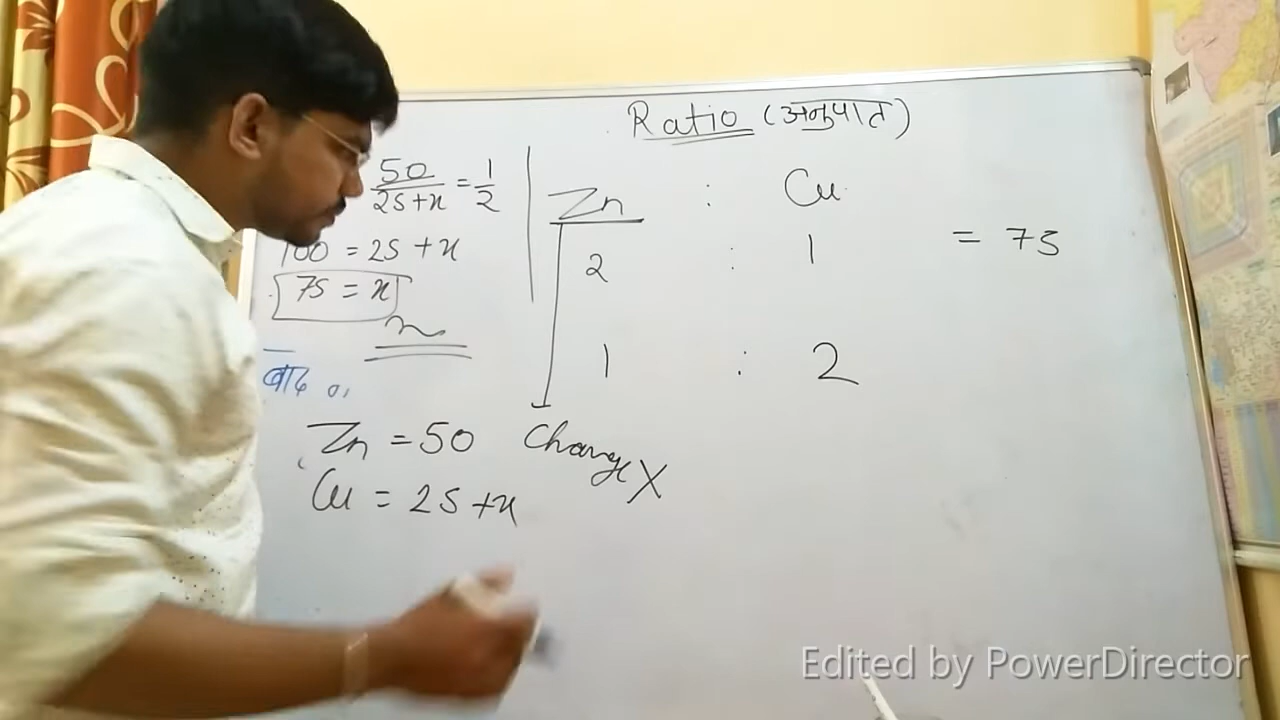 Ratio (अनुपात)
50/25+x = 1/2
100 = 25 + x
75 = x
Zn : Cu
2 : 1 = 75
1 : 2
बाद
Zn = 50 Change X
Cu = 25 + x
Edited by PowerDirector